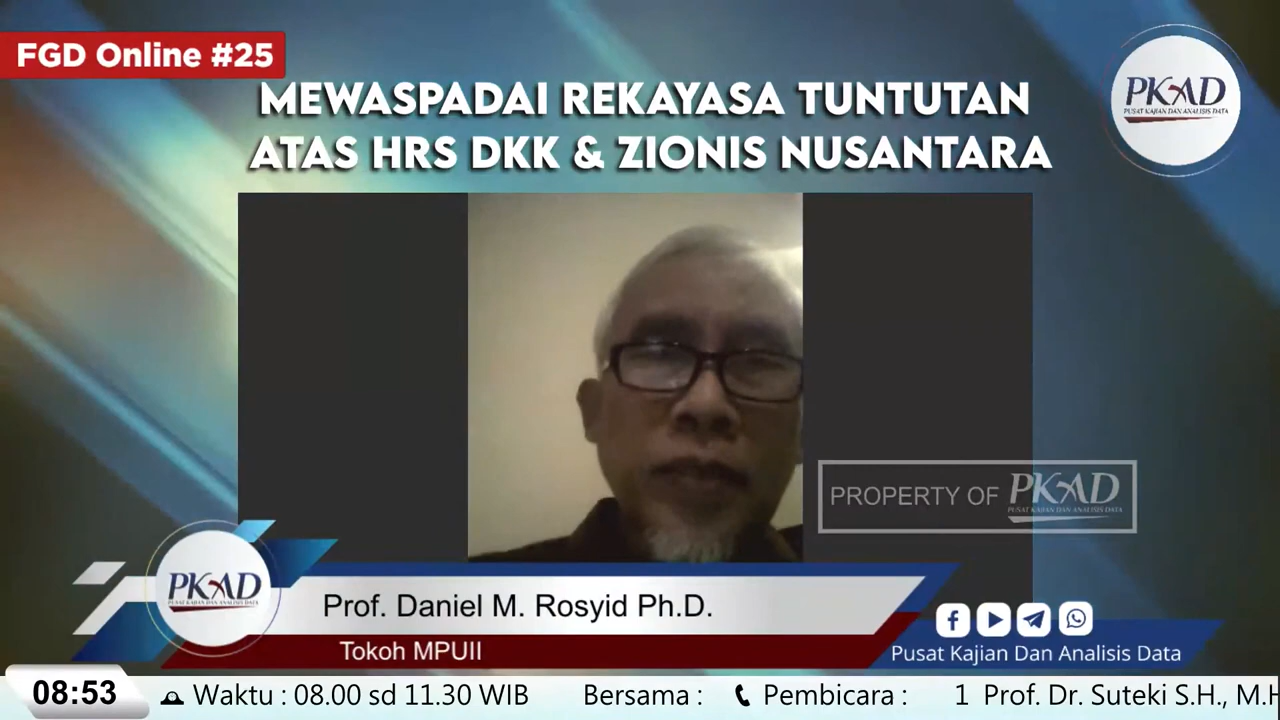 FGD Online #25
MEWASPADAI REKAYASA TUNTUTAN
ATAS HRS DKK & ZIONIS NUSANTARA
PKAD
PUSAT KAJIAN DAN ANALISIS DATA
PROPERTY OF PKAD
PUSAT KAJIAN DAN ANALISIS DATA
PKAD
PUSAT KAJIAN DAN ANALISIS DATA
Prof. Daniel M. Rosyid Ph.D.
Tokoh MPUII
Pusat Kajian Dan Analisis Data
08:53 Waktu : 08.00 sd 11.30 WIB Bersama : Pembicara : 1 Prof. Dr. Suteki S.H., M.H